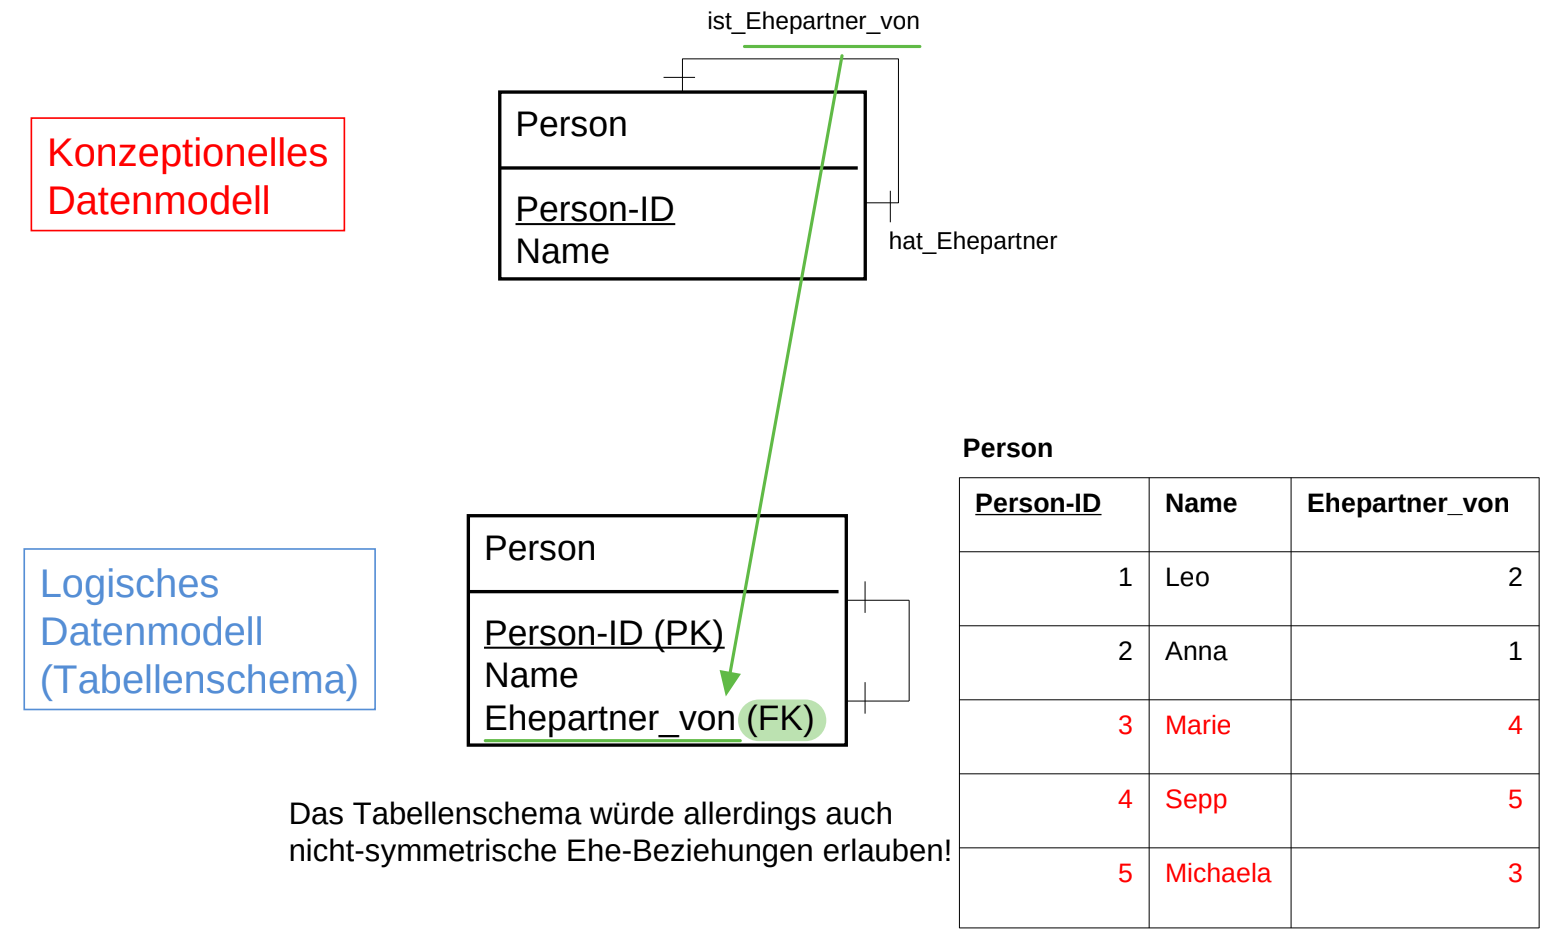 ist_Ehepartner_von
Person
Konzeptionelles
Datenmodell
Person-ID
Name
hat_Ehepartner
Person
Person-ID Name Ehepartner_von
1 Leo 2
2 Anna 1
3 Marie 4
4 Sepp 5
5 Michaela 3
Person
Logisches
Datenmodell
(Tabellenschema)
Person-ID (PK)
Name
Ehepartner_von (FK)
Das Tabellenschema würde allerdings auch
nicht-symmetrische Ehe-Beziehungen erlauben!